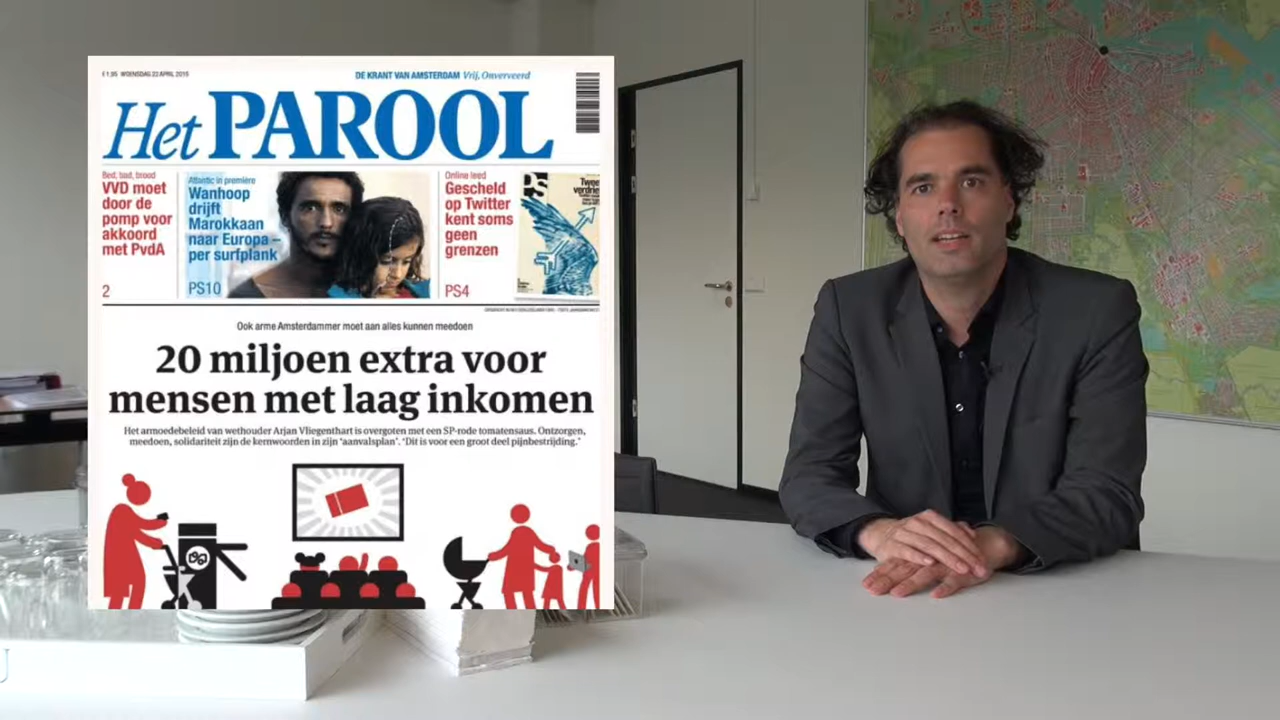 € 1,95 WOENSDAG 22 APRIL 2015
DE KRANT VAN AMSTERDAM Vrij, Onverveerd
Het PAROOL
Bed, bad, brood
VVD moet
door de
pomp voor
akkoord
met PvdA
2
Atlantic in première
Wanhoop
drijft
Marokkaan
naar Europa –
per surfplank
PS10
Online leed
Gescheld
op Twitter
kent soms
geen
grenzen
PS4
PS
Ook arme Amsterdammer moet aan alles kunnen meedoen
20 miljoen extra voor
mensen met laag inkomen
Het armoedebeleid van wethouder Arjan Vliegenthart is overgoten met een SP-rode tomatensaus. Ontzorgen,
meedoen, solidariteit zijn de kernwoorden in zijn ‘aanvalsplan’. ‘Dit is voor een groot deel pijnbestrijding.’